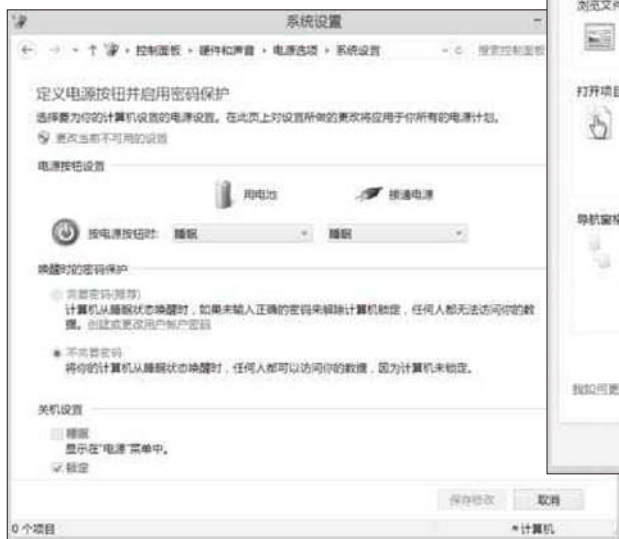 系统设置
控制面板 ▸ 硬件和声音 ▸ 电源选项 ▸ 系统设置
搜索控制面板
定义电源按钮并启用密码保护
选择要为你的计算机设置的电源设置。在此页上对设置所做的更改将应用于你所有的电源计划。
更改当前不可用的设置
电源按钮设置
用电池 接通电源
按电源按钮时: 睡眠 睡眠
唤醒时的密码保护
需要密码(推荐)
计算机从睡眠状态唤醒时，如果未输入正确的密码来解除计算机锁定，任何人都无法访问你的数
据。创建或更改用户帐户密码
不需要密码
将你的计算机从睡眠状态唤醒时，任何人都可以访问你的数据，因为计算机未锁定。
关机设置
睡眠
显示在"电源"菜单中。
锁定
保存修改 取消
0 个项目 计算机
浏览文件
打开项目
导航窗格
我如何更